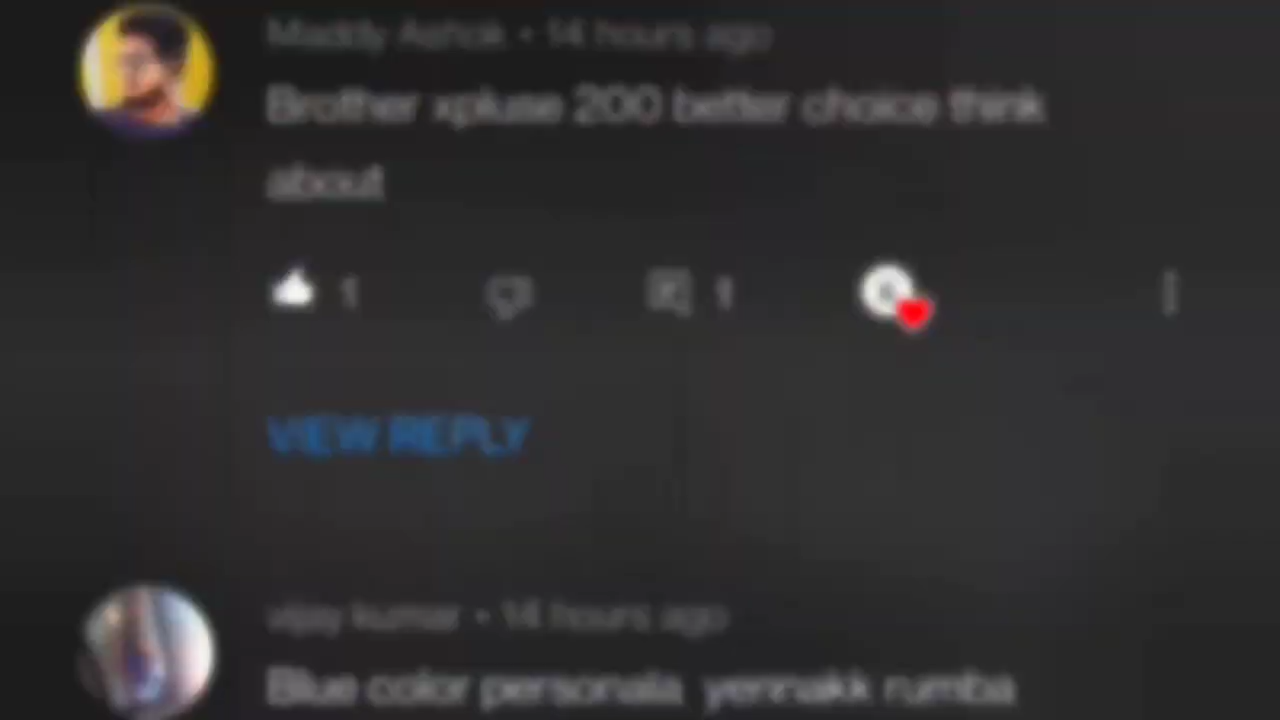 Maddy Ashok • 14 hours ago
Brother xpluse 200 better choice think
about
1
1
VIEW REPLY
vijay kumar • 14 hours ago
Blue color personala yennakk rumba